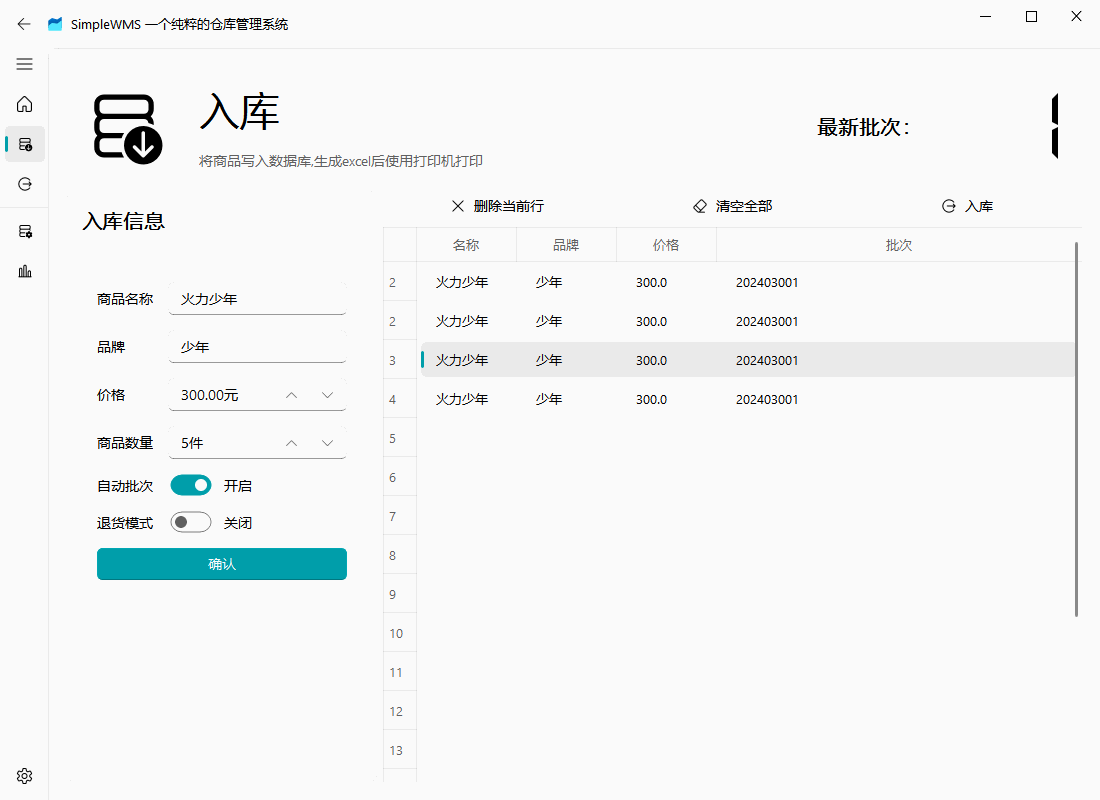 SimpleWMS 一个纯粹的仓库管理系统
入库
将商品写入数据库,生成excel后使用打印机打印
最新批次:
入库信息
商品名称 火力少年
品牌 少年
价格 300.00元
商品数量 5件
自动批次 开启
退货模式 关闭
确认
删除当前行 清空全部 入库
名称 品牌 价格 批次
2 火力少年 少年 300.0 202403001
2 火力少年 少年 300.0 202403001
3 火力少年 少年 300.0 202403001
4 火力少年 少年 300.0 202403001
5
6
7
8
9
10
11
12
13